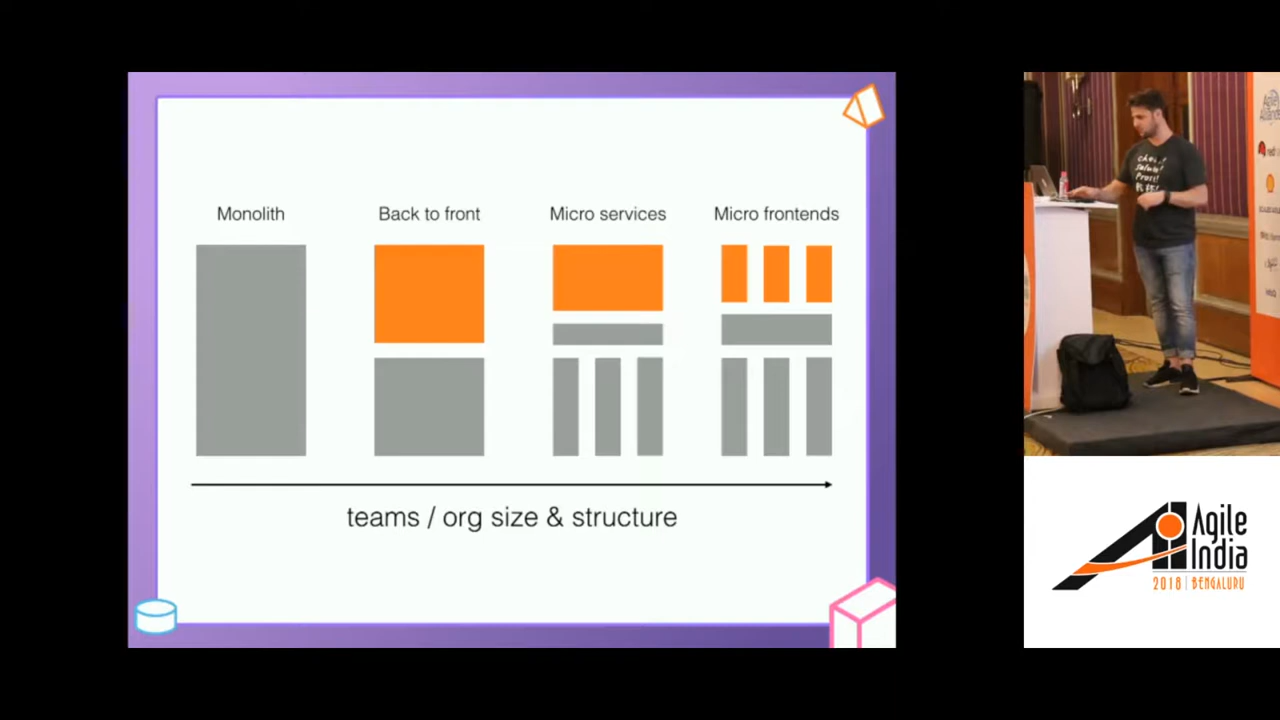 Monolith
Back to front
Micro services
Micro frontends
teams / org size & structure
Agile
India
2018 | BENGALURU